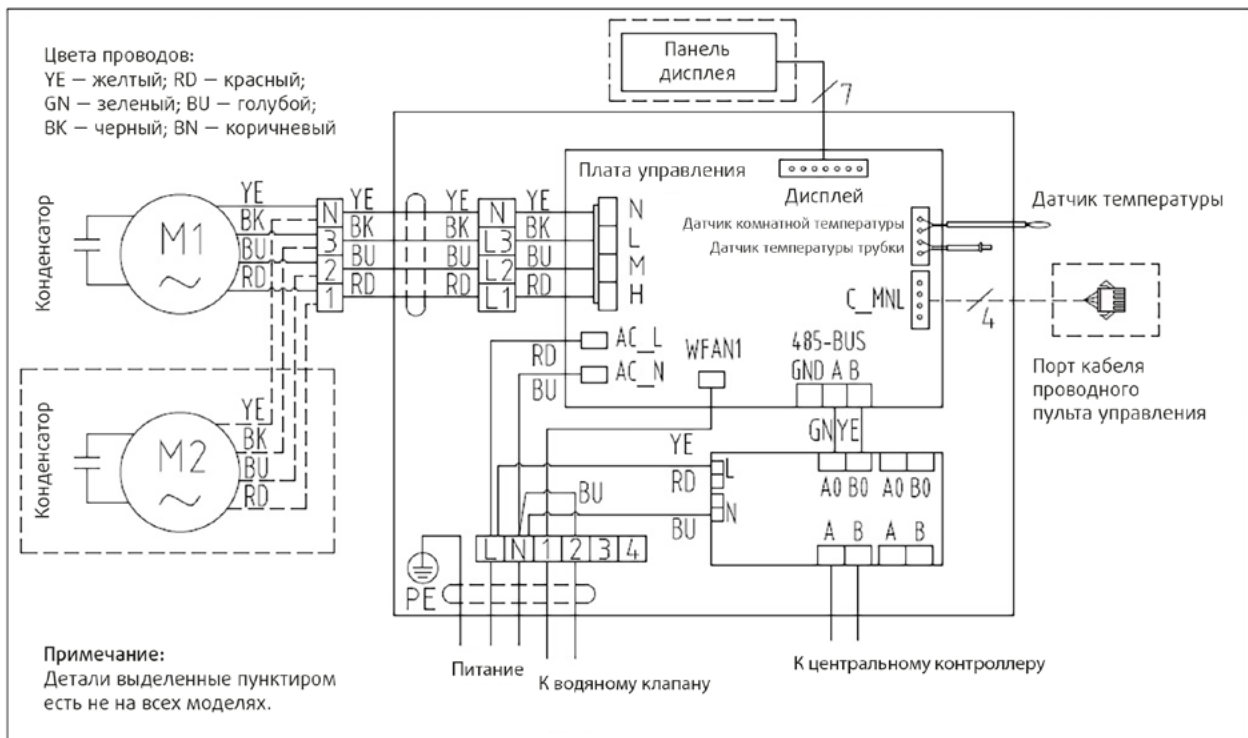 Цвета проводов:
YE — желтый; RD — красный;
GN — зеленый; BU — голубой;
BK — черный; BN — коричневый
Панель
дисплея
7
Плата управления
Дисплей
Датчик комнатной температуры
Датчик температуры трубки
Датчик температуры
C_MNL
4
Порт кабеля
проводного
пульта управления
Конденсатор
M1
YE
BK
BU
RD
N
3
2
1
YE
BK
BU
RD
YE
BK
BU
RD
N
L3
L2
L1
YE
BK
BU
RD
N
L
M
H
AC_L
AC_N
RD
BU
WFAN1
485-BUS
GND A B
GN YE
Конденсатор
M2
YE
BK
BU
RD
YE
RD
BU
BU
L
N
A0 B0 A0 B0
A B A B
L N 1 2 3 4
PE
Питание
К водяному клапану
К центральному контроллеру
Примечание:
Детали выделенные пунктиром
есть не на всех моделях.